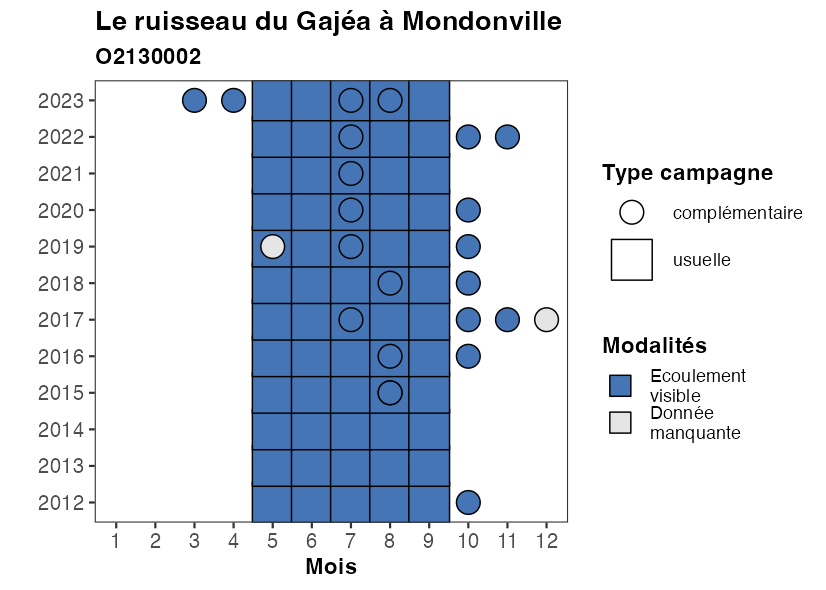 Le ruisseau du Gajéa à Mondonville
O2130002
2023
2022
2021
2020
2019
2018
2017
2016
2015
2014
2013
2012
1 2 3 4 5 6 7 8 9 10 11 12
Mois
Type campagne
complémentaire
usuelle
Modalités
Ecoulement
visible
Donnée
manquante